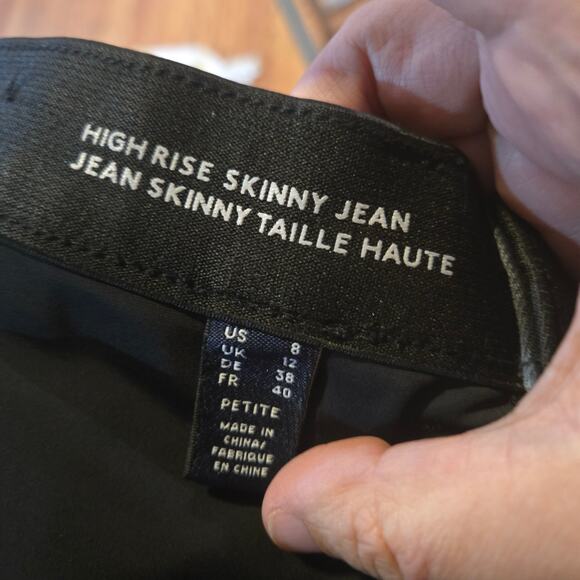 HIGH RISE SKINNY JEAN
JEAN SKINNY TAILLE HAUTE
US 8
UK 12
DE 38
FR 40
PETITE
MADE IN
CHINA/
FABRIQUE
EN CHINE